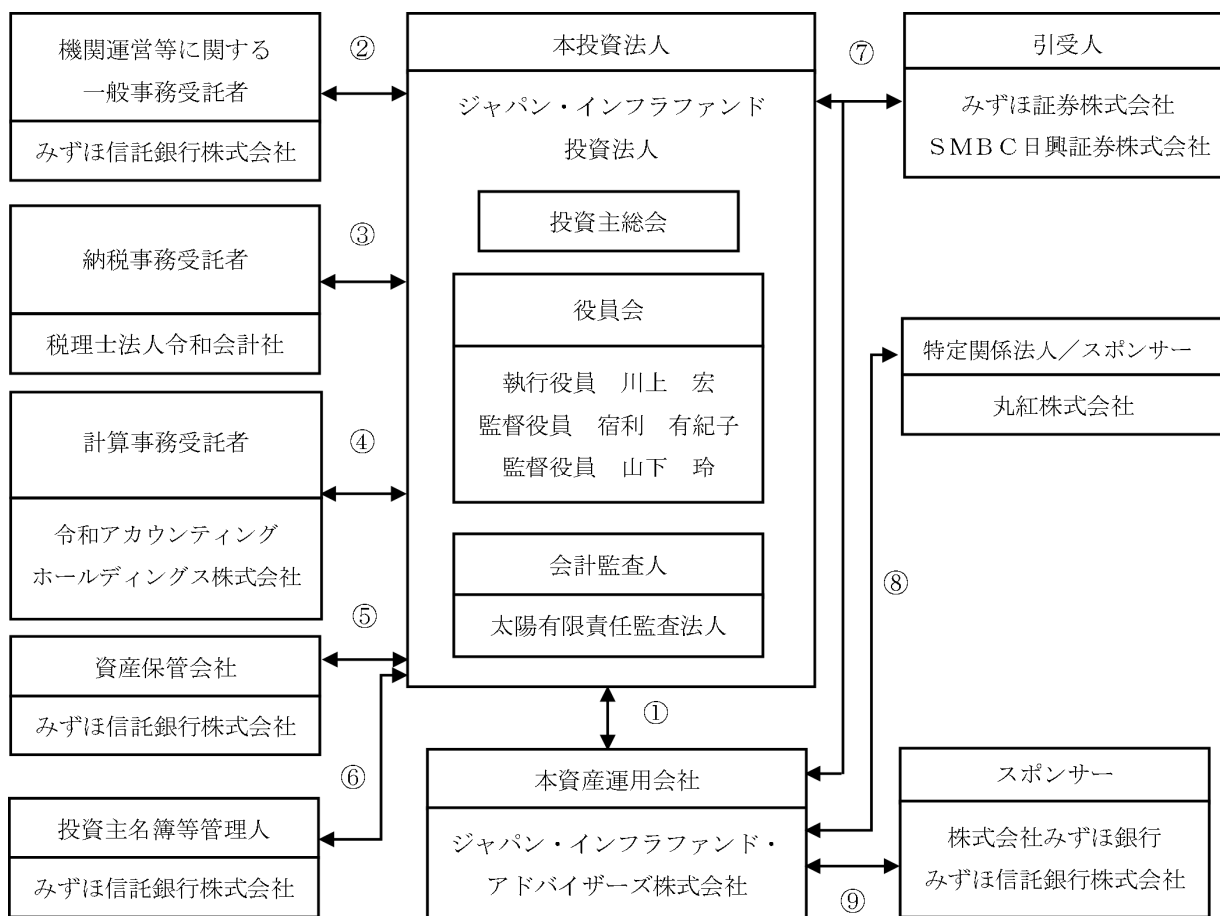 機関運営等に関する
一般事務受託者
みずほ信託銀行株式会社
②
納税事務受託者
税理士法人令和会計社
③
計算事務受託者
令和アカウンティング
ホールディングス株式会社
④
資産保管会社
みずほ信託銀行株式会社
⑤
投資主名簿等管理人
みずほ信託銀行株式会社
⑥
本投資法人
ジャパン・インフラファンド
投資法人
投資主総会
役員会
執行役員　川上　宏
監督役員　宿利　有紀子
監督役員　山下　玲
会計監査人
太陽有限責任監査法人
①
本資産運用会社
ジャパン・インフラファンド・
アドバイザーズ株式会社
⑦
引受人
みずほ証券株式会社
ＳＭＢＣ日興証券株式会社
特定関係法人／スポンサー
丸紅株式会社
⑧
スポンサー
株式会社みずほ銀行
みずほ信託銀行株式会社
⑨